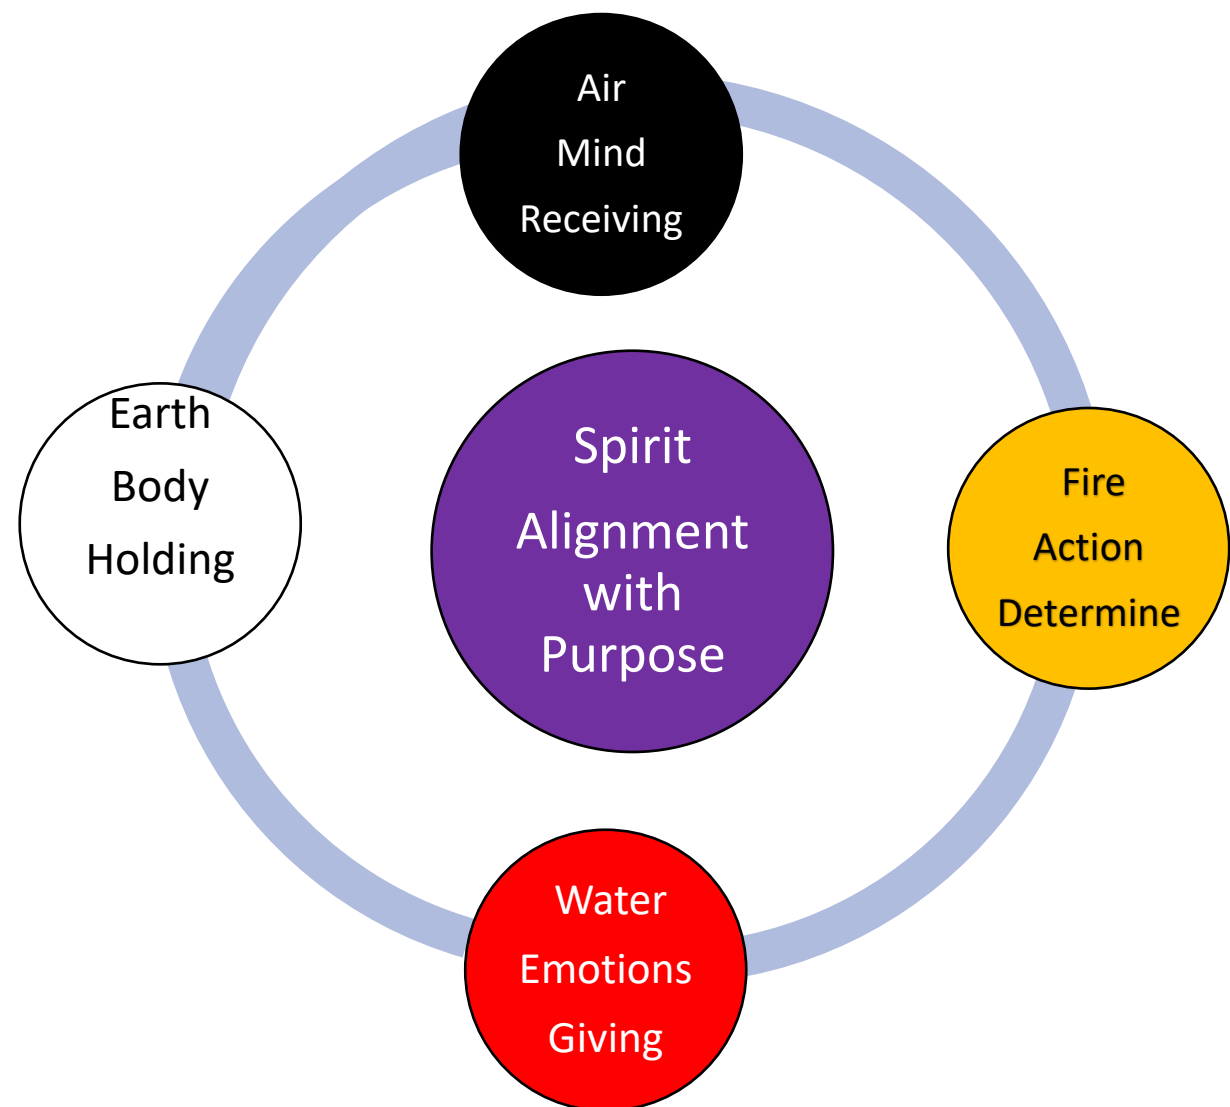 Air
Mind
Receiving
Earth
Body
Holding
Spirit
Alignment
with
Purpose
Fire
Action
Determine
Water
Emotions
Giving